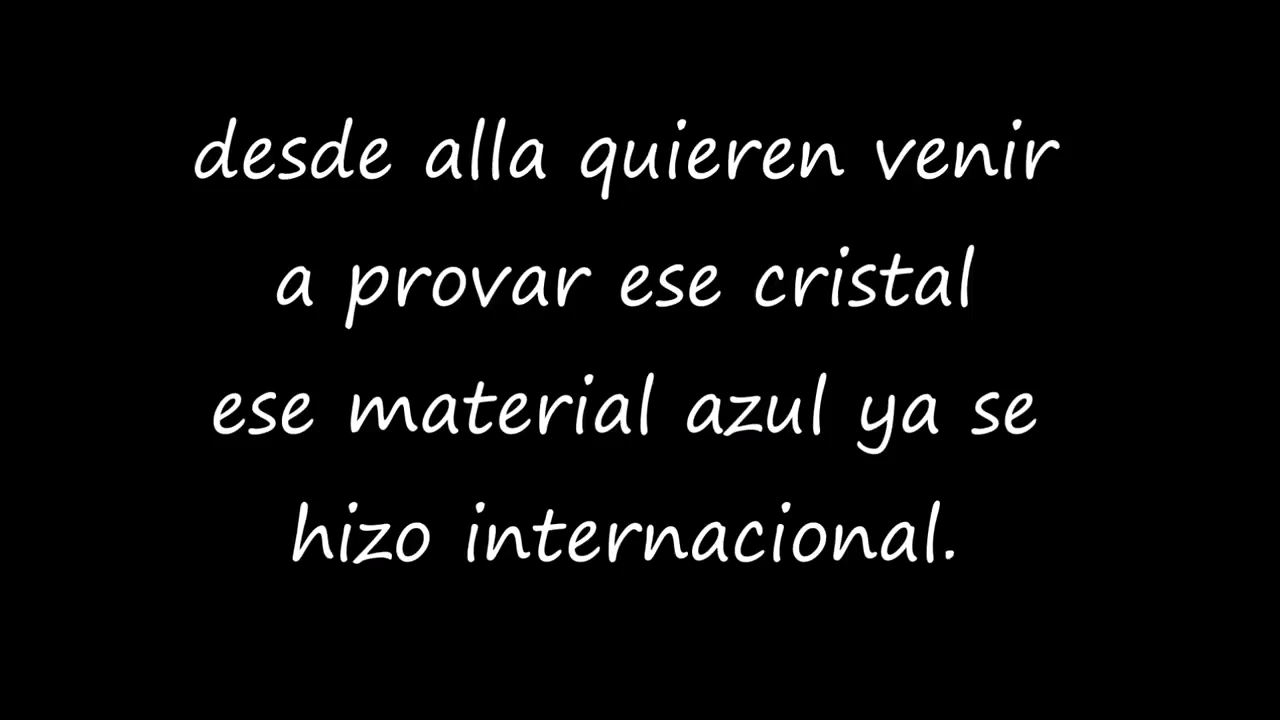 desde alla quieren venir
a provar ese cristal
ese material azul ya se
hizo internacional.